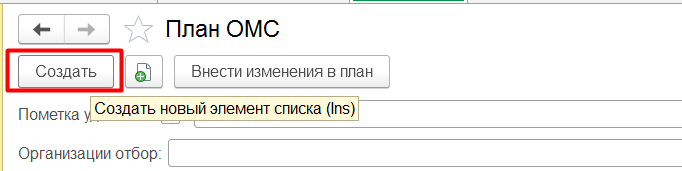 План ОМС
Создать
Внести изменения в план
Создать новый элемент списка (Ins)
Пометка у
Организации отбор: